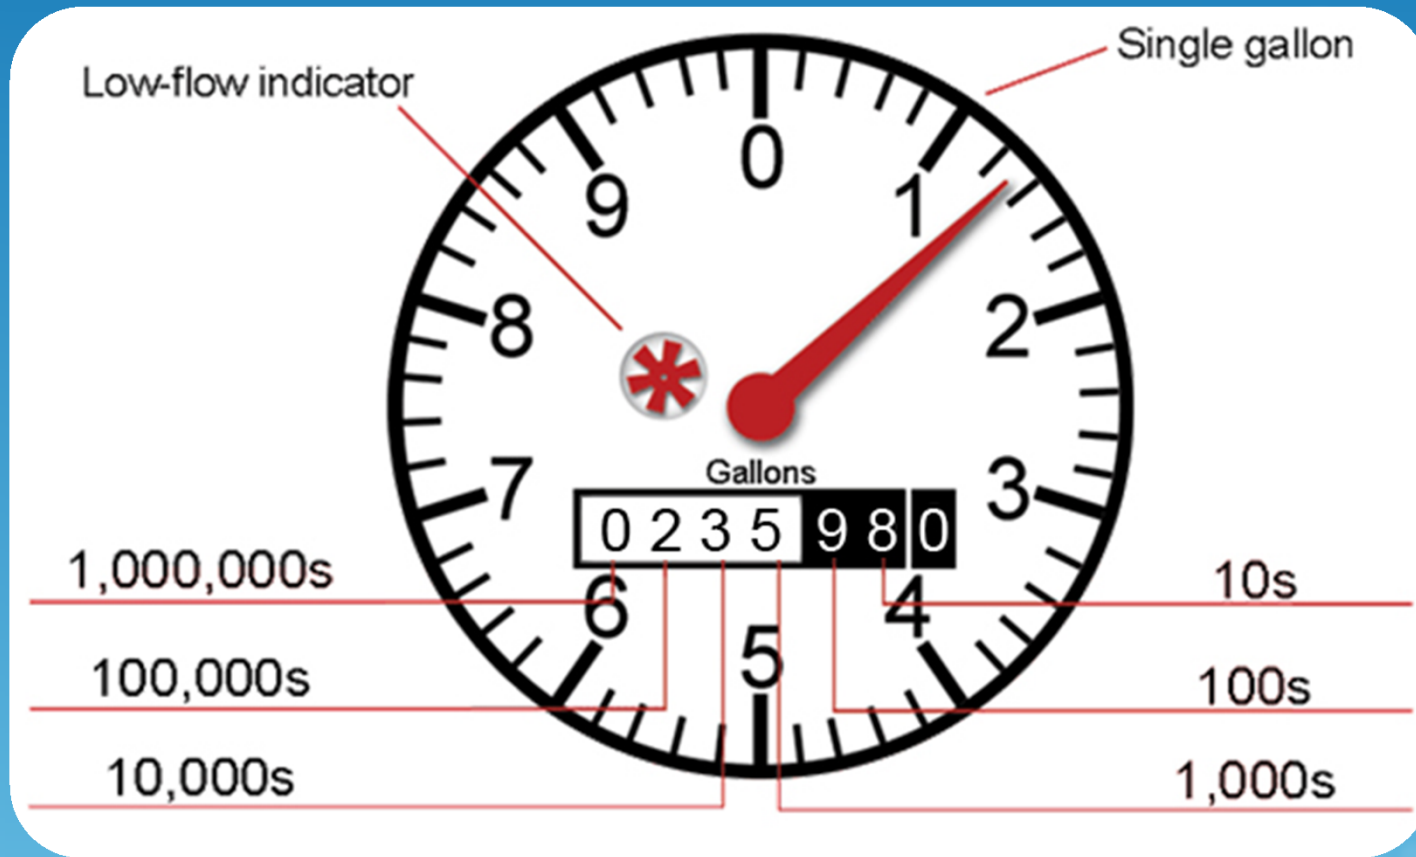 Single gallon
Low-flow indicator
0
9
1
8
2
Gallons
7
3
0 2 3 5 9 8 0
1,000,000s
6
4
10s
5
100,000s
100s
10,000s
1,000s